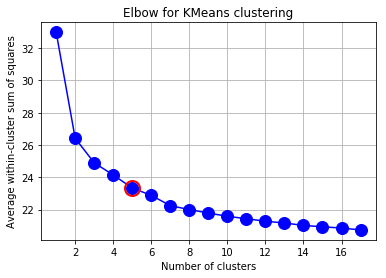 Elbow for KMeans clustering
Average within-cluster sum of squares
32
30
28
26
24
22
2 4 6 8 10 12 14 16
Number of clusters